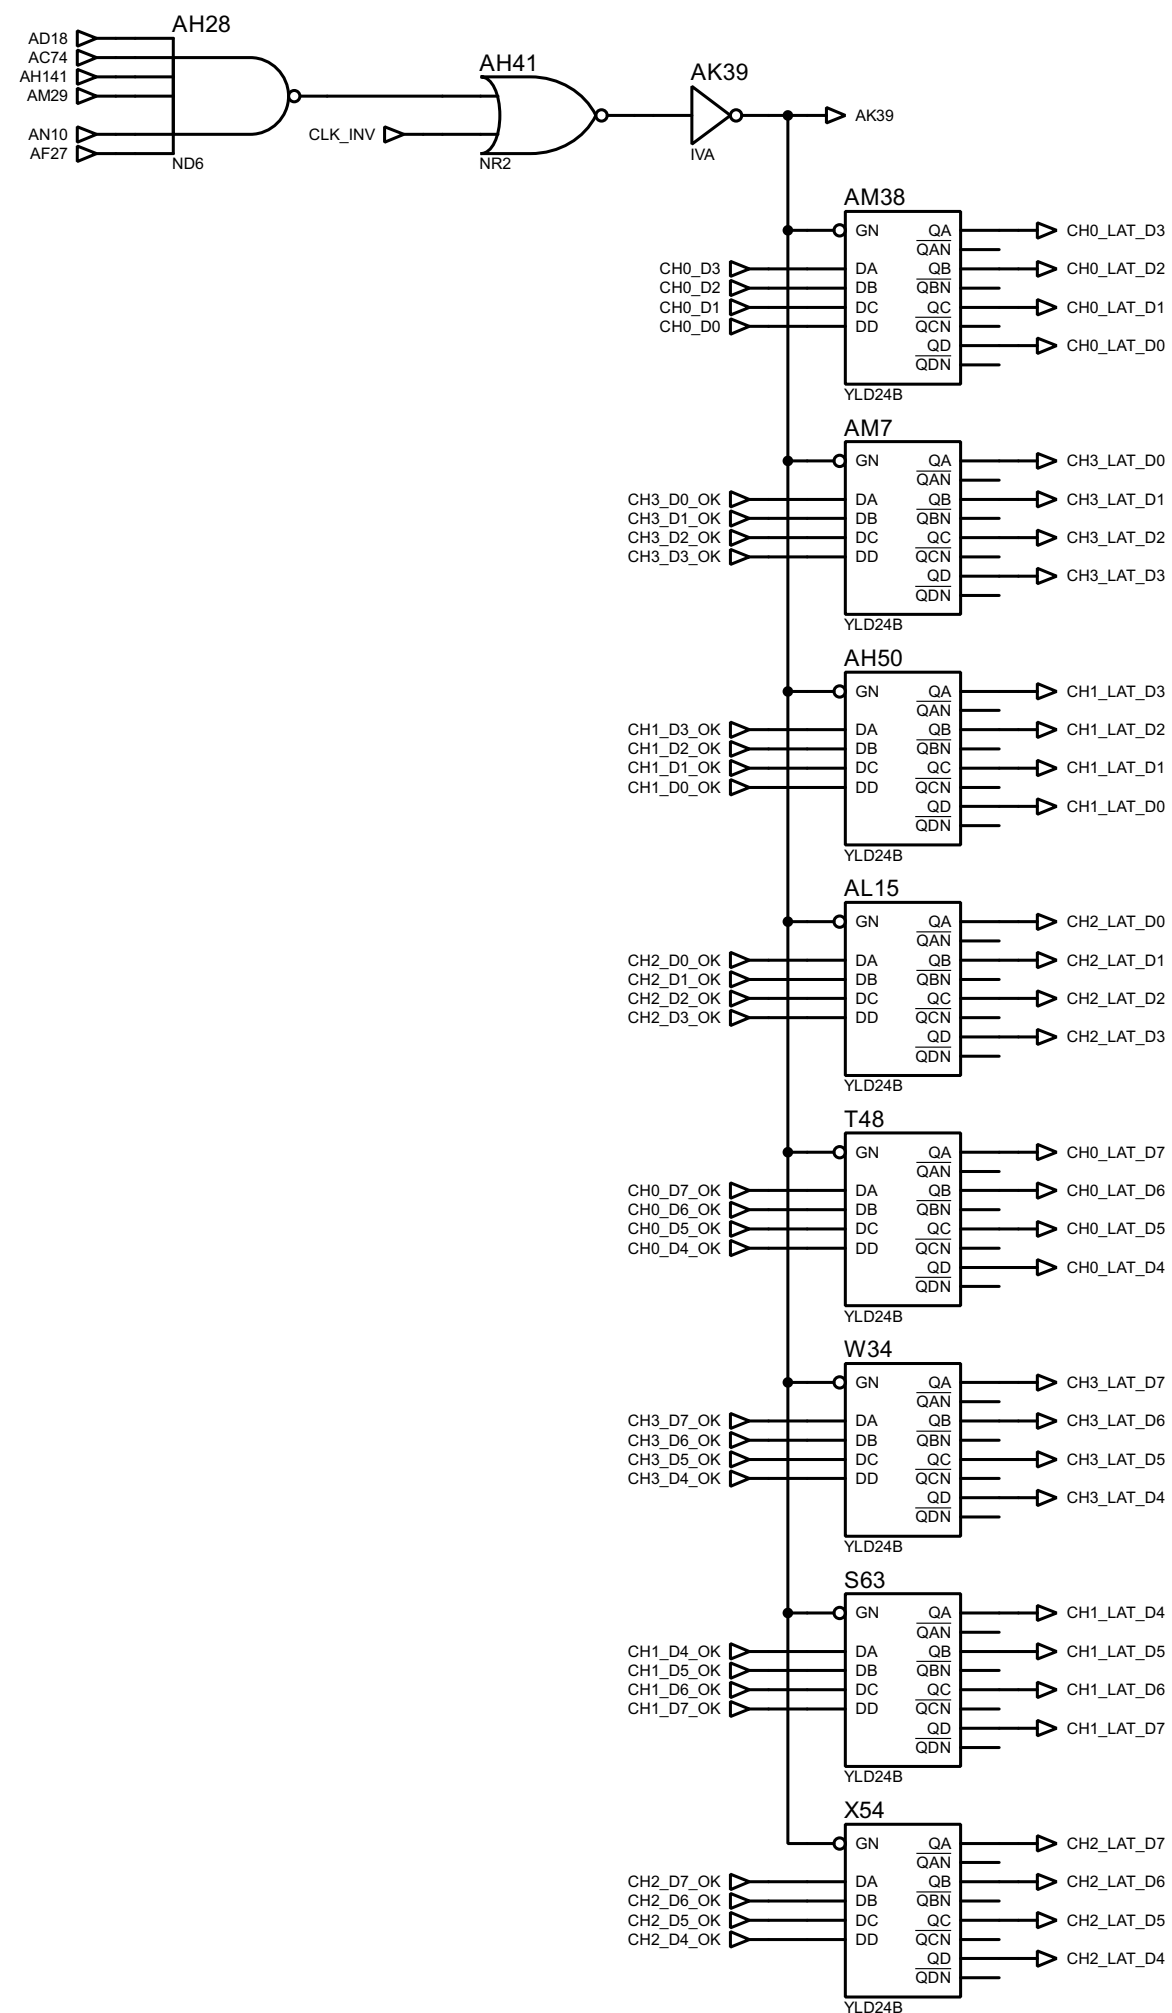 AH28
AD18
AC74
AH141
AM29
AN10
AF27
ND6
AH41
CLK_INV
NR2
AK39
IVA
AK39
AM38
GN QA CH0_LAT_D3
QAN
CH0_D3 DA QB CH0_LAT_D2
CH0_D2 DB QBN
CH0_D1 DC QC CH0_LAT_D1
CH0_D0 DD QCN
QD CH0_LAT_D0
QDN
YLD24B
AM7
GN QA CH3_LAT_D0
QAN
CH3_D0_OK DA QB CH3_LAT_D1
CH3_D1_OK DB QBN
CH3_D2_OK DC QC CH3_LAT_D2
CH3_D3_OK DD QCN
QD CH3_LAT_D3
QDN
YLD24B
AH50
GN QA CH1_LAT_D3
QAN
CH1_D3_OK DA QB CH1_LAT_D2
CH1_D2_OK DB QBN
CH1_D1_OK DC QC CH1_LAT_D1
CH1_D0_OK DD QCN
QD CH1_LAT_D0
QDN
YLD24B
AL15
GN QA CH2_LAT_D0
QAN
CH2_D0_OK DA QB CH2_LAT_D1
CH2_D1_OK DB QBN
CH2_D2_OK DC QC CH2_LAT_D2
CH2_D3_OK DD QCN
QD CH2_LAT_D3
QDN
YLD24B
T48
GN QA CH0_LAT_D7
QAN
CH0_D7_OK DA QB CH0_LAT_D6
CH0_D6_OK DB QBN
CH0_D5_OK DC QC CH0_LAT_D5
CH0_D4_OK DD QCN
QD CH0_LAT_D4
QDN
YLD24B
W34
GN QA CH3_LAT_D7
QAN
CH3_D7_OK DA QB CH3_LAT_D6
CH3_D6_OK DB QBN
CH3_D5_OK DC QC CH3_LAT_D5
CH3_D4_OK DD QCN
QD CH3_LAT_D4
QDN
YLD24B
S63
GN QA CH1_LAT_D4
QAN
CH1_D4_OK DA QB CH1_LAT_D5
CH1_D5_OK DB QBN
CH1_D6_OK DC QC CH1_LAT_D6
CH1_D7_OK DD QCN
QD CH1_LAT_D7
QDN
YLD24B
X54
GN QA CH2_LAT_D7
QAN
CH2_D7_OK DA QB CH2_LAT_D6
CH2_D6_OK DB QBN
CH2_D5_OK DC QC CH2_LAT_D5
CH2_D4_OK DD QCN
QD CH2_LAT_D4
QDN
YLD24B